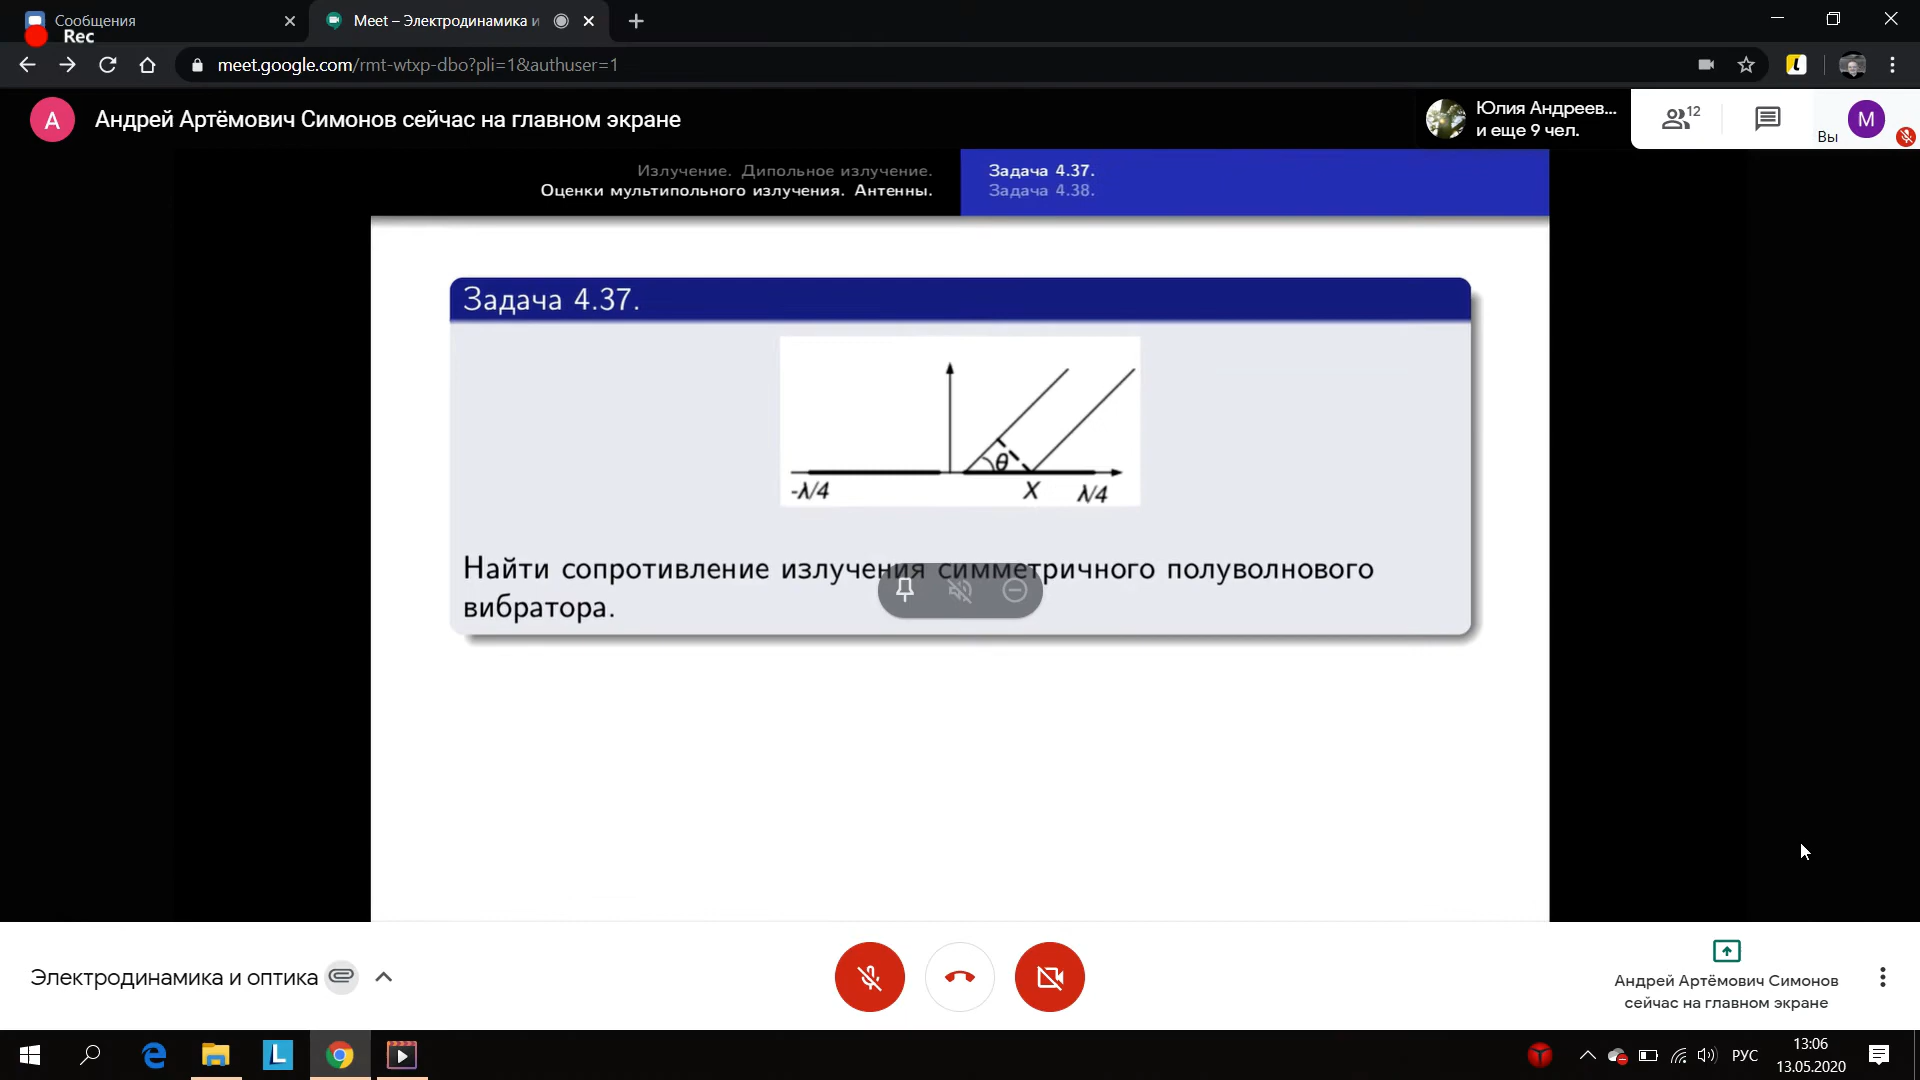 Сообщения
Rec
Meet – Электродинамика и
meet.google.com/rmt-wtxp-dbo?pli=1&authuser=1
А
Андрей Артёмович Симонов сейчас на главном экране
Юлия Андреев...
и еще 9 чел.
12
Вы
М
Излучение. Дипольное излучение.
Оценки мультипольного излучения. Антенны.
Задача 4.37.
Задача 4.38.
Задача 4.37.
θ
-λ/4
X
λ/4
Найти сопротивление излучения симметричного полуволнового
вибратора.
Электродинамика и оптика
Андрей Артёмович Симонов
сейчас на главном экране
L
РУС
13:06
13.05.2020